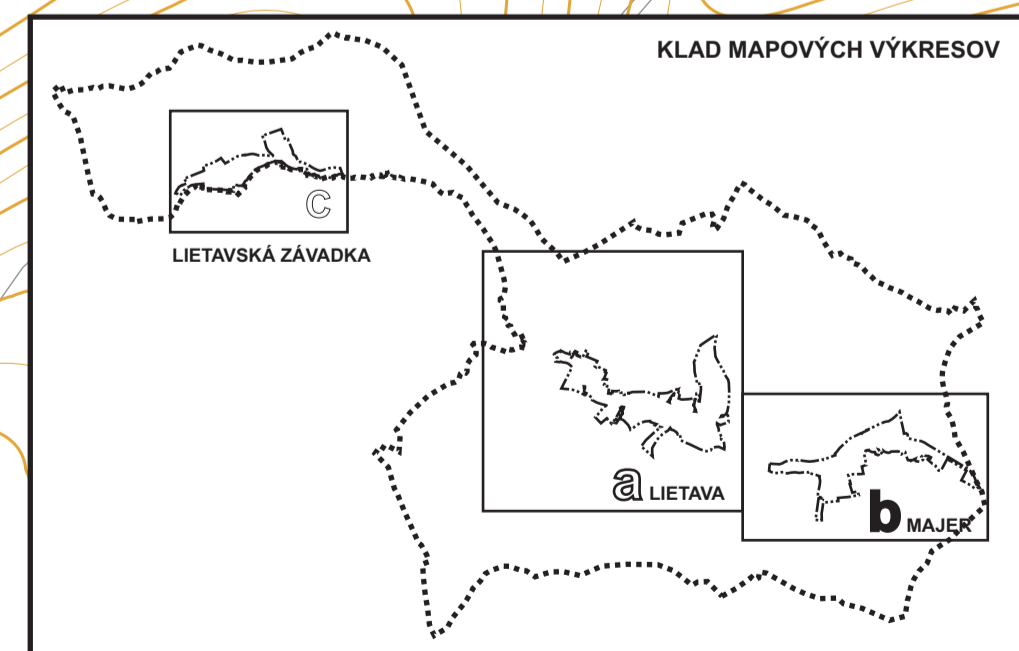 KLAD MAPOVÝCH VÝKRESOV
C
LIETAVSKÁ ZÁVADKA
a LIETAVA
b MAJER